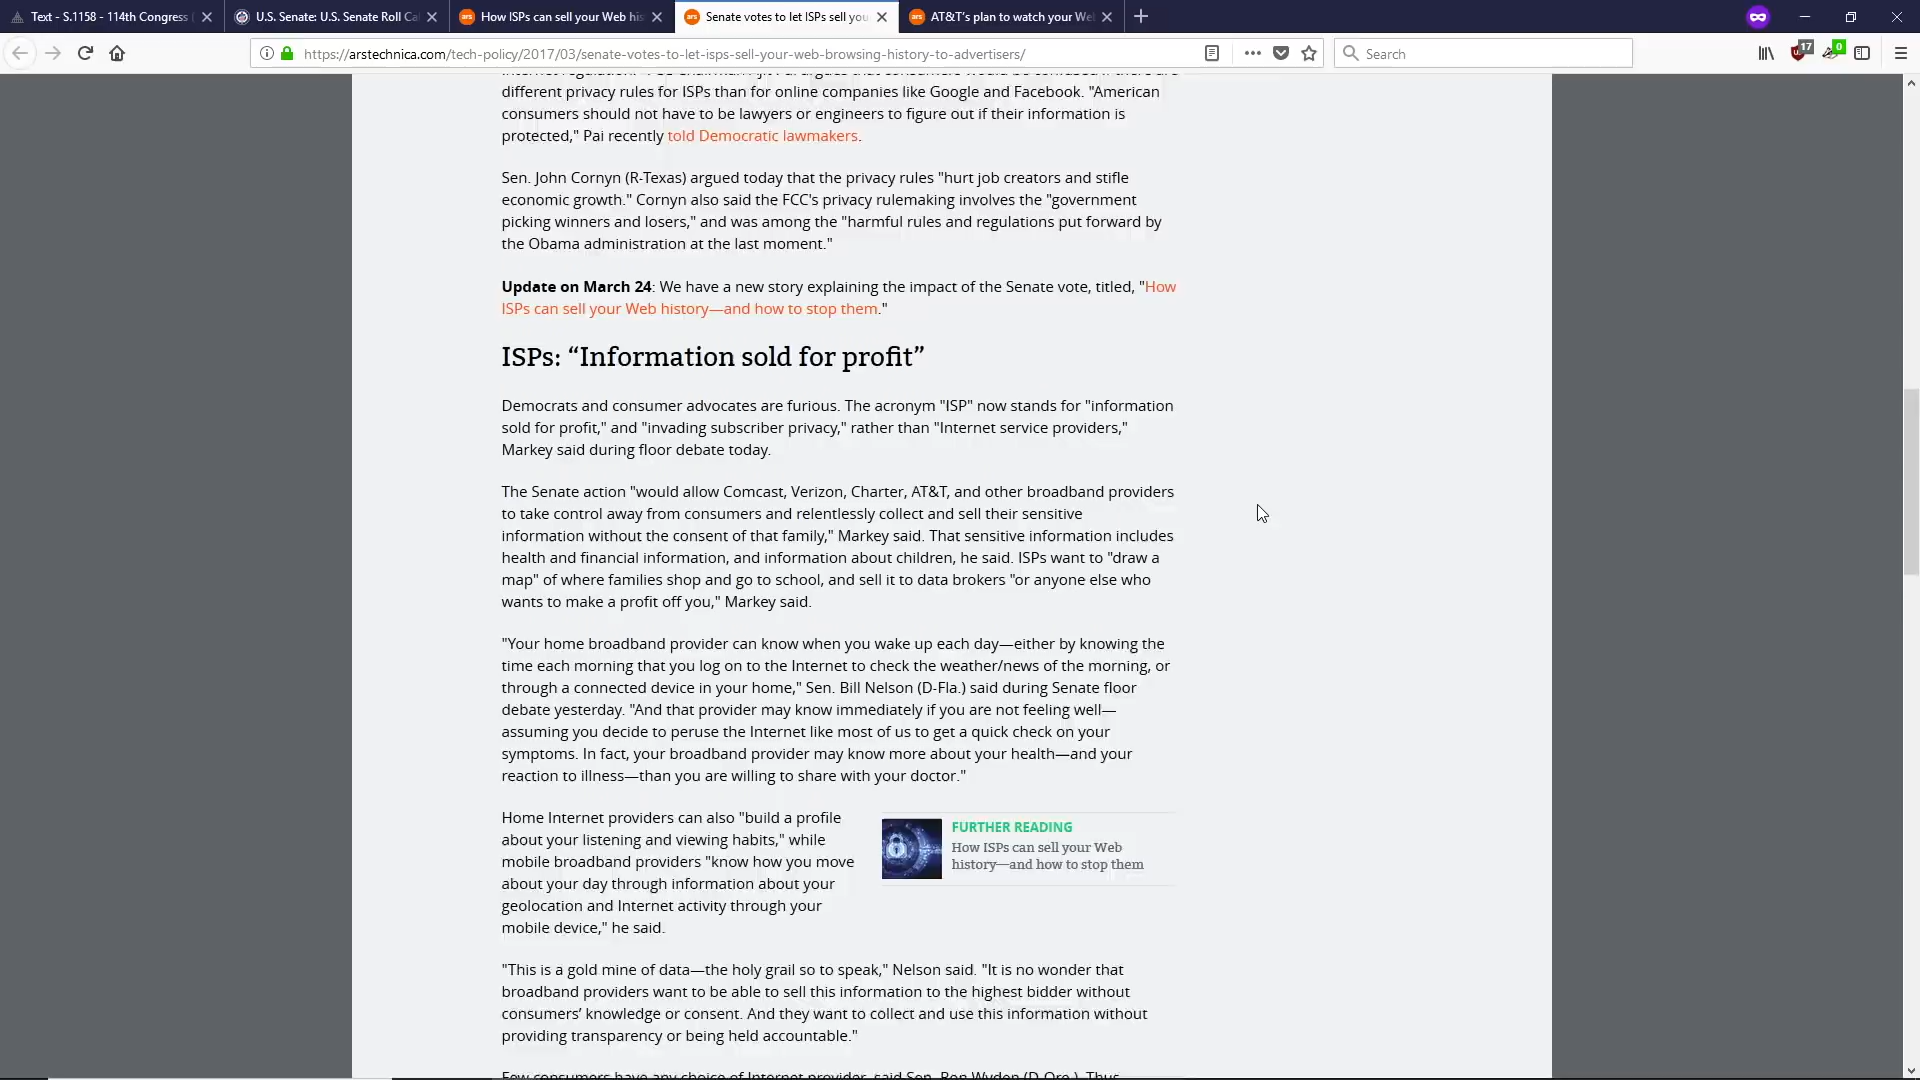 Text - S.1158 - 114th Congress
U.S. Senate: U.S. Senate Roll Ca
How ISPs can sell your Web his
Senate votes to let ISPs sell you
AT&T's plan to watch your We
https://arstechnica.com/tech-policy/2017/03/senate-votes-to-let-isps-sell-your-web-browsing-history-to-advertisers/
Search
17
0
different privacy rules for ISPs than for online companies like Google and Facebook. "American
consumers should not have to be lawyers or engineers to figure out if their information is
protected," Pai recently told Democratic lawmakers.
Sen. John Cornyn (R-Texas) argued today that the privacy rules "hurt job creators and stifle
economic growth." Cornyn also said the FCC's privacy rulemaking involves the "government
picking winners and losers," and was among the "harmful rules and regulations put forward by
the Obama administration at the last moment."
Update on March 24: We have a new story explaining the impact of the Senate vote, titled, "How
ISPs can sell your Web history—and how to stop them."
ISPs: “Information sold for profit”
Democrats and consumer advocates are furious. The acronym "ISP" now stands for "information
sold for profit," and "invading subscriber privacy," rather than "Internet service providers,"
Markey said during floor debate today.
The Senate action "would allow Comcast, Verizon, Charter, AT&T, and other broadband providers
to take control away from consumers and relentlessly collect and sell their sensitive
information without the consent of that family," Markey said. That sensitive information includes
health and financial information, and information about children, he said. ISPs want to "draw a
map" of where families shop and go to school, and sell it to data brokers "or anyone else who
wants to make a profit off you," Markey said.
"Your home broadband provider can know when you wake up each day—either by knowing the
time each morning that you log on to the Internet to check the weather/news of the morning, or
through a connected device in your home," Sen. Bill Nelson (D-Fla.) said during Senate floor
debate yesterday. "And that provider may know immediately if you are not feeling well—
assuming you decide to peruse the Internet like most of us to get a quick check on your
symptoms. In fact, your broadband provider may know more about your health—and your
reaction to illness—than you are willing to share with your doctor."
Home Internet providers can also "build a profile
about your listening and viewing habits," while
mobile broadband providers "know how you move
about your day through information about your
geolocation and Internet activity through your
mobile device," he said.
FURTHER READING
How ISPs can sell your Web
history—and how to stop them
"This is a gold mine of data—the holy grail so to speak," Nelson said. "It is no wonder that
broadband providers want to be able to sell this information to the highest bidder without
consumers’ knowledge or consent. And they want to collect and use this information without
providing transparency or being held accountable."
Few consumers have any choice of Internet provider, said Sen. Ron Wyden (D-Ore.). Thus,